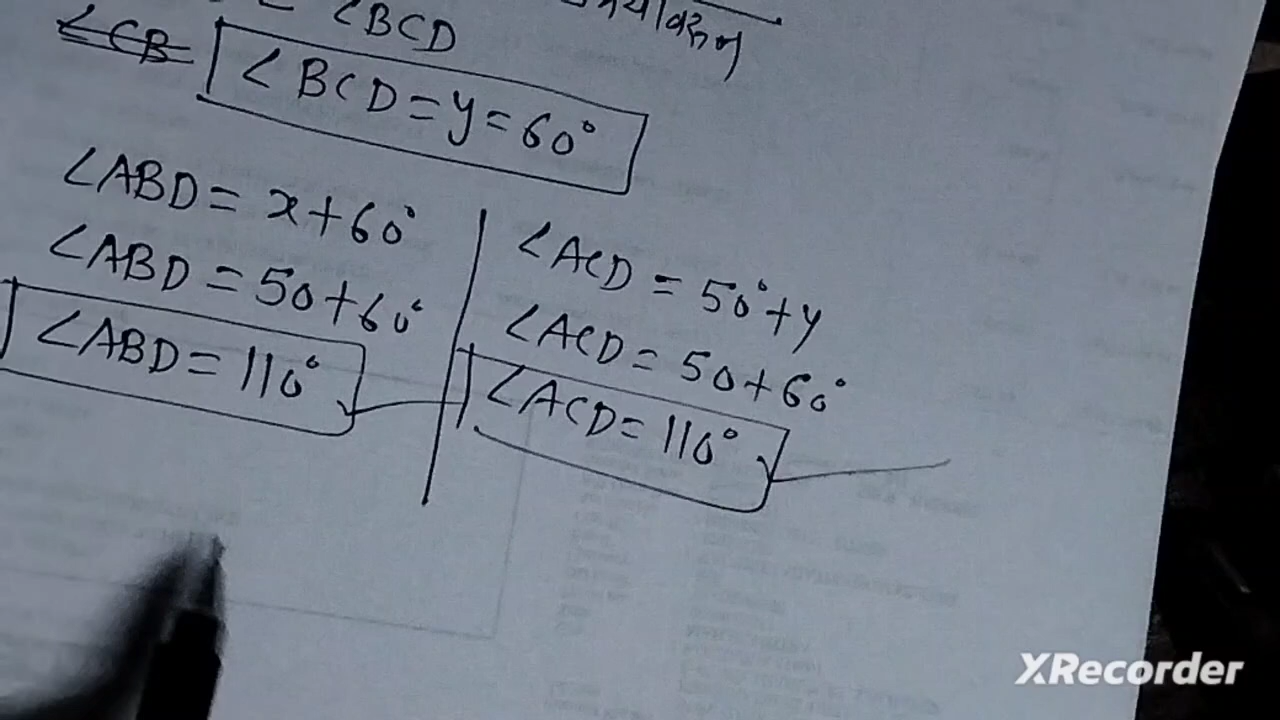 ∠BCD
∠CB
∠BCD = y = 60°
∠ABD = x + 60°
∠ABD = 50 + 60°
∠ABD = 110°
∠ACD = 50° + y
∠ACD = 50 + 60°
∠ACD = 110°
XRecorder